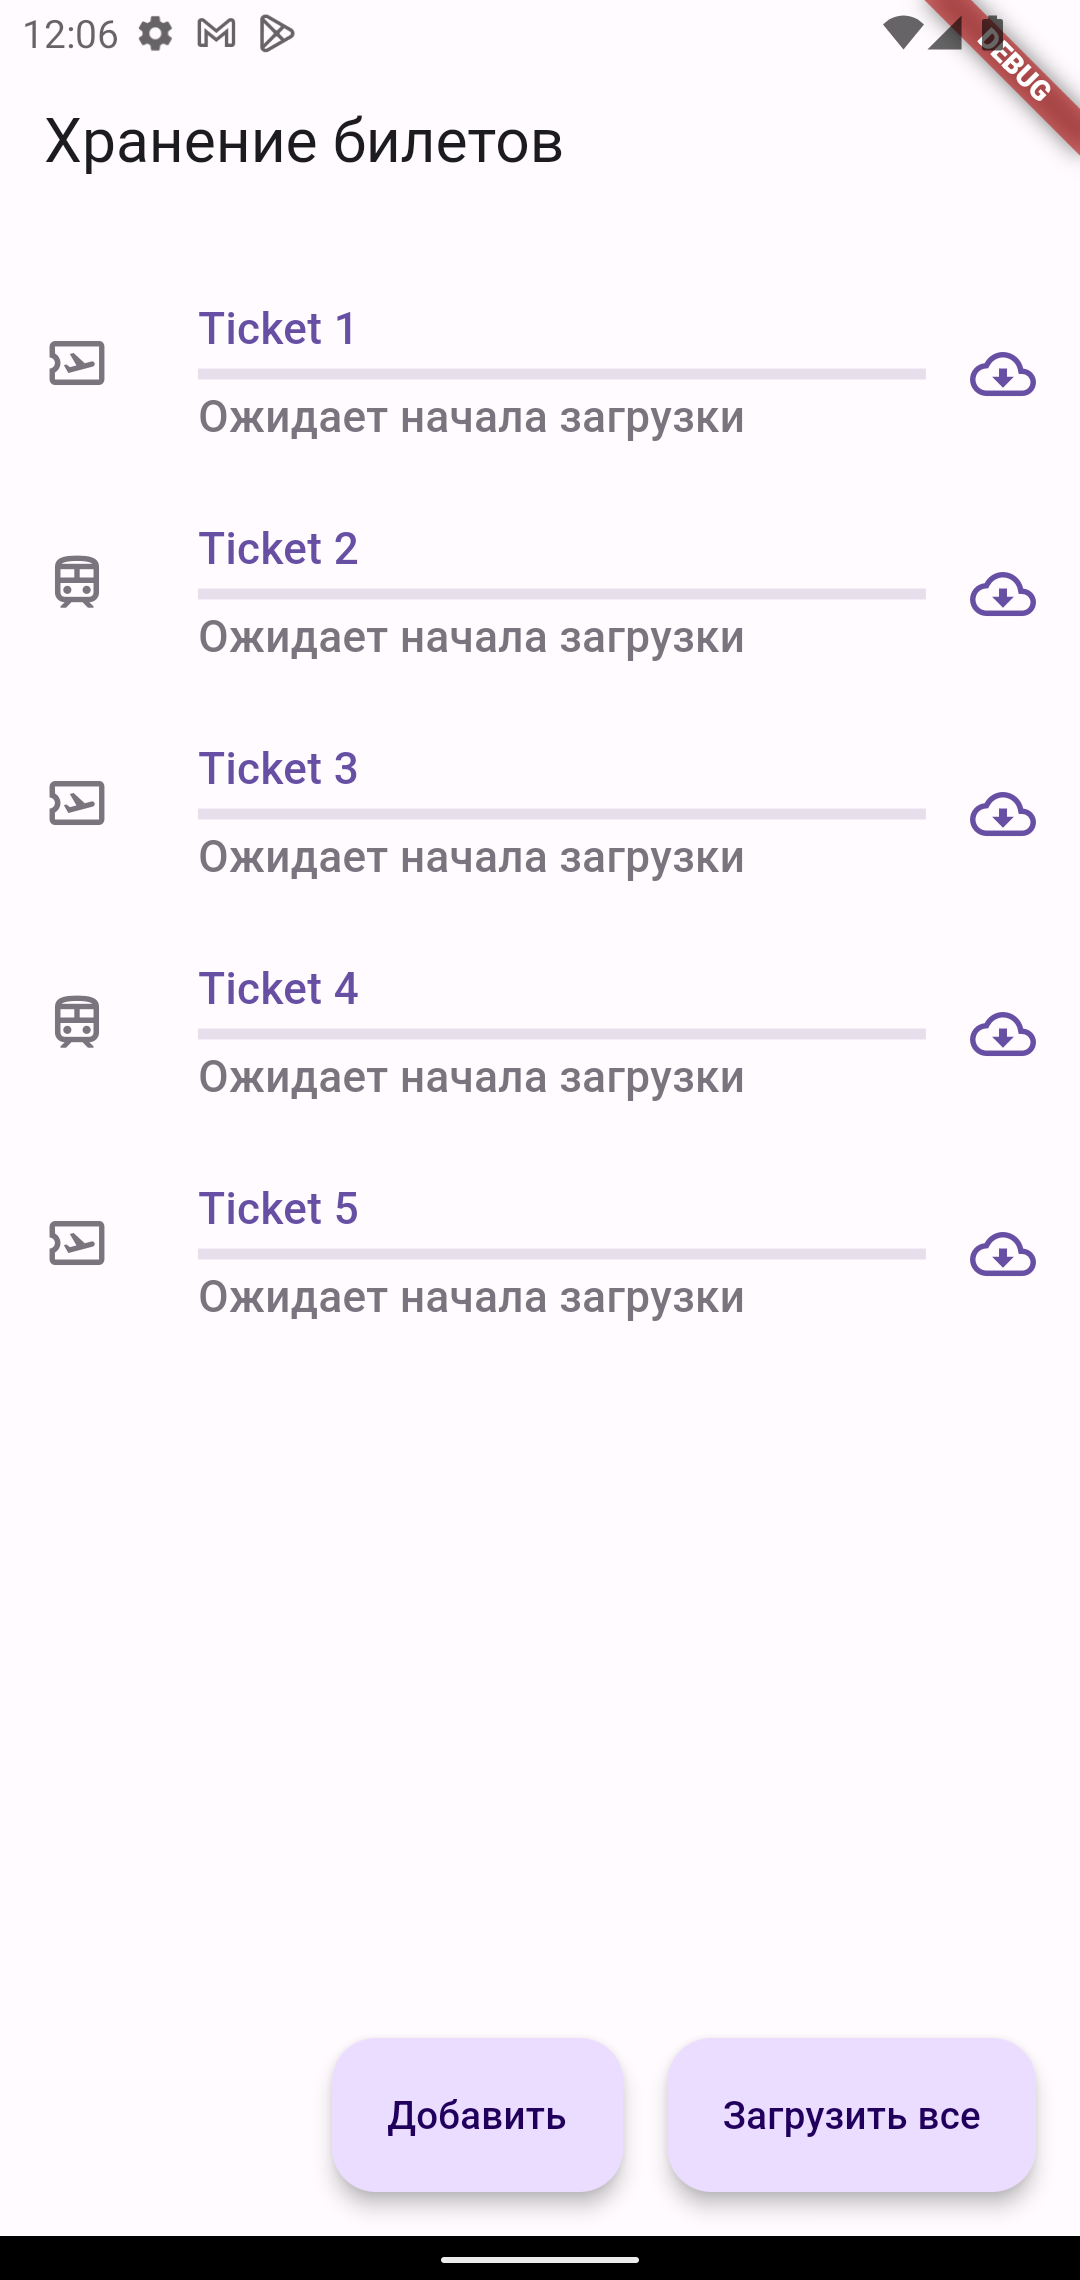 12:06
DEBUG
Хранение билетов
Ticket 1
Ожидает начала загрузки
Ticket 2
Ожидает начала загрузки
Ticket 3
Ожидает начала загрузки
Ticket 4
Ожидает начала загрузки
Ticket 5
Ожидает начала загрузки
Добавить
Загрузить все